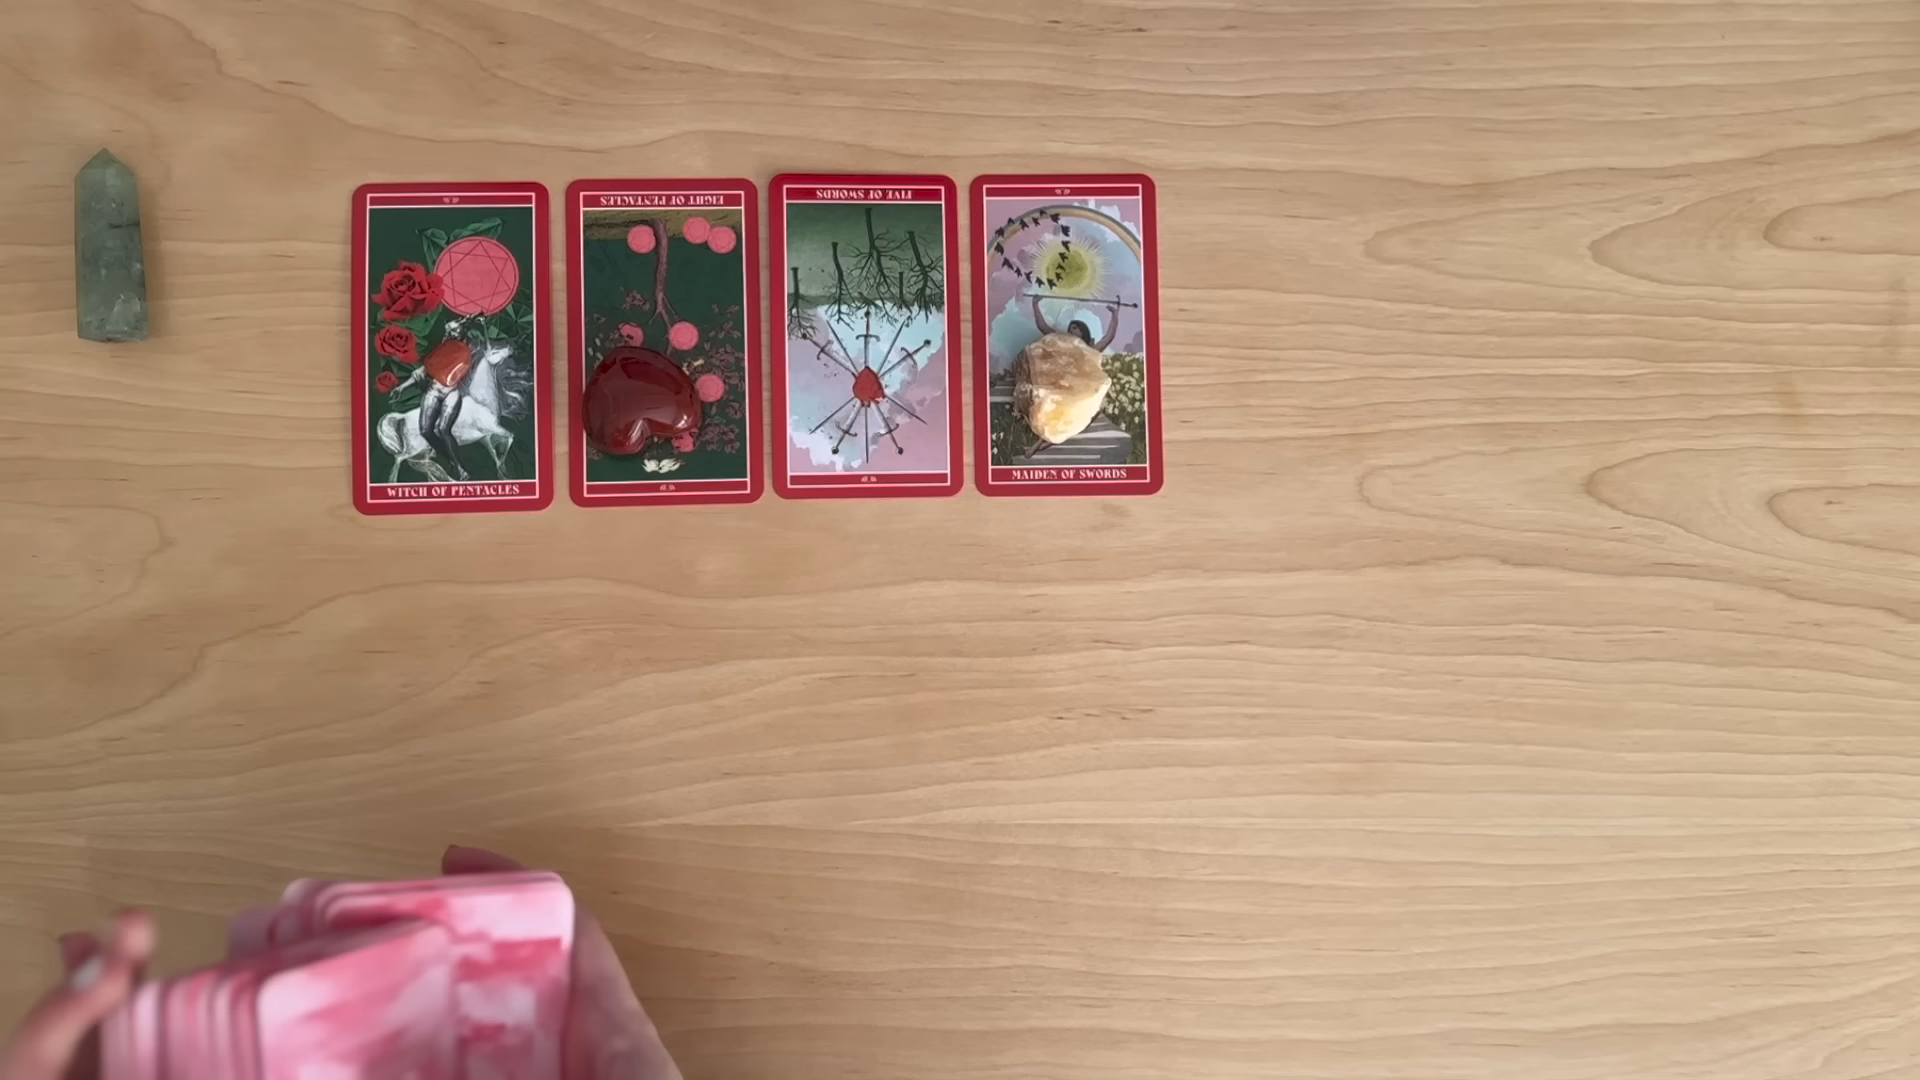 WITCH OF PENTACLES
EIGHT OF PENTACLES
FIVE OF SWORDS
MAIDEN OF SWORDS